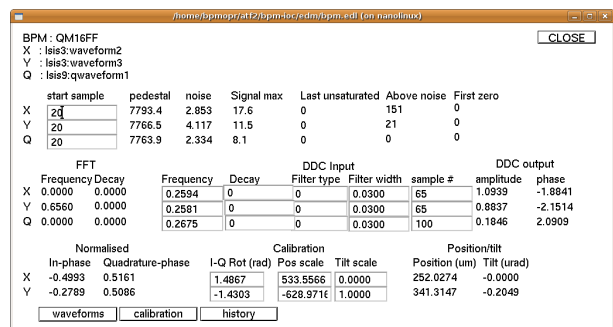 /home/bpmopr/atf2/bpm-ioc/edm/bpm.edl (on nanolinux)
BPM : QM16FF
CLOSE
X : lsis3:waveform2
Y : lsis3:waveform3
Q : lsis9:qwaveform1
start sample pedestal noise Signal max Last unsaturated Above noise First zero
X 20 7793.4 2.853 17.6 0 151 0
Y 20 7766.5 4.117 11.5 0 21 0
Q 20 7763.9 2.334 8.1 0 0 0
FFT DDC Input DDC output
Frequency Decay Frequency Decay Filter type Filter width sample # amplitude phase
X 0.0000 0.0000 0.2594 0 0 0.0300 65 1.0939 -1.8841
Y 0.6560 0.0000 0.2581 0 0 0.0300 65 0.8837 -2.1514
Q 0.0000 0.0000 0.2675 0 0 0.0300 100 0.1846 2.0909
Normalised Calibration Position/tilt
In-phase Quadrature-phase I-Q Rot (rad) Pos scale Tilt scale Position (um) Tilt (urad)
X -0.4993 0.5161 1.4867 533.5566 0.0000 252.0274 -0.0000
Y -0.2789 0.5086 -1.4303 -628.9716 1.0000 341.3147 -0.2049
waveforms calibration history